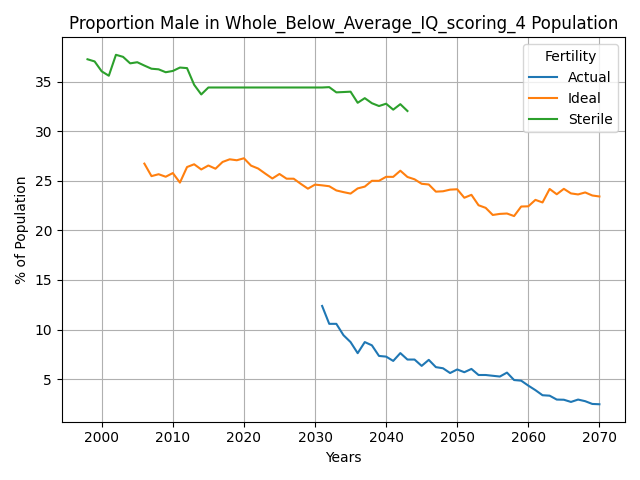 Proportion Male in Whole_Below_Average_IQ_scoring_4 Population
Fertility
Actual
Ideal
Sterile
% of Population
35
30
25
20
15
10
5
2000 2010 2020 2030 2040 2050 2060 2070
Years